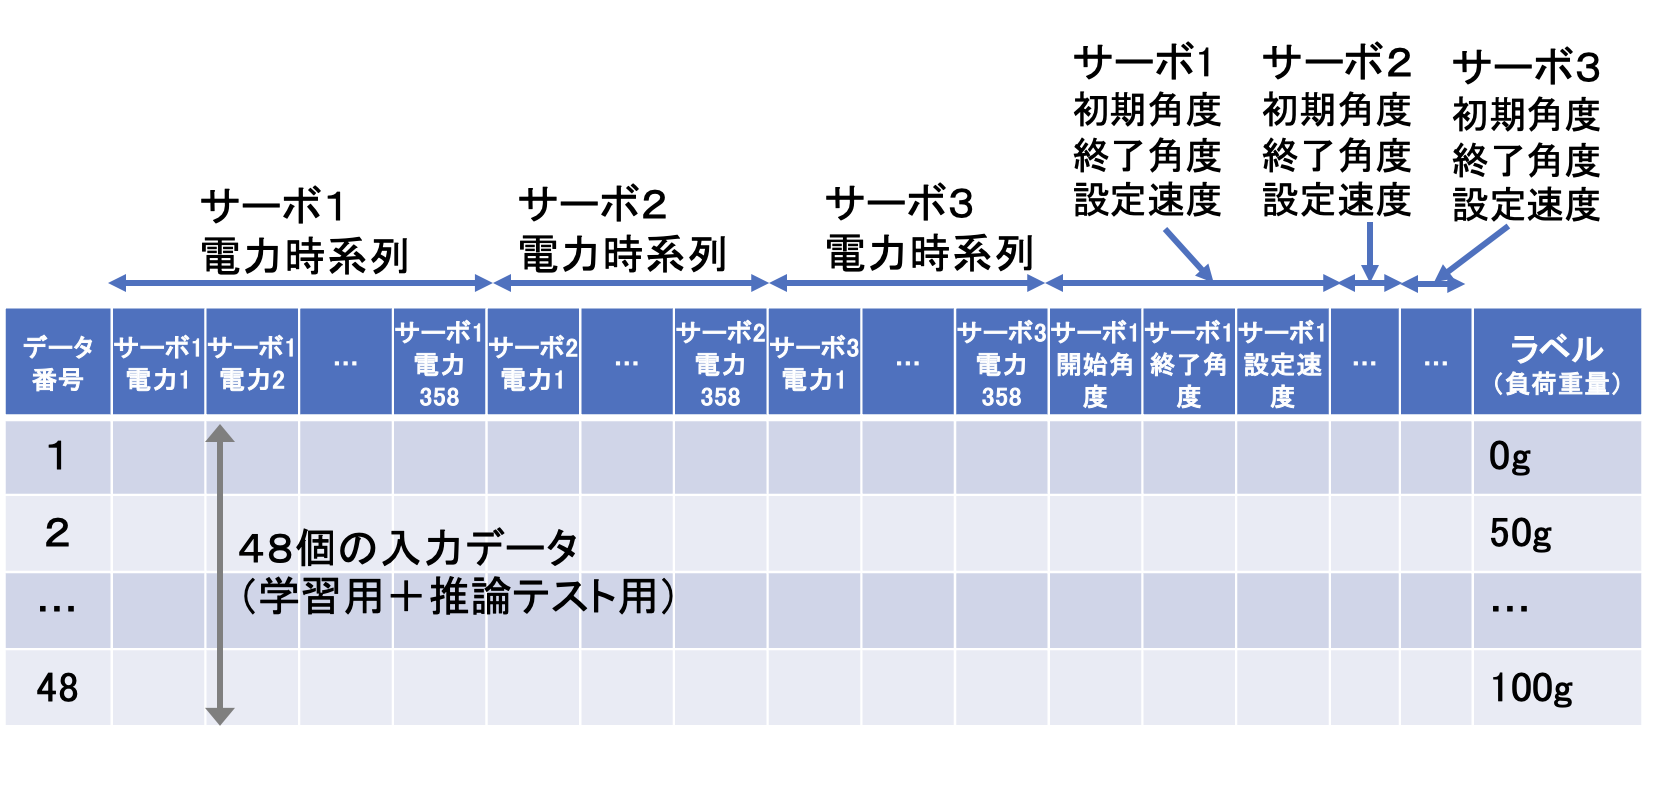 サーボ1
初期角度
終了角度
設定速度
サーボ2
初期角度
終了角度
設定速度
サーボ3
初期角度
終了角度
設定速度
サーボ1
電力時系列
サーボ2
電力時系列
サーボ3
電力時系列
データ
番号
サーボ1
電力1
サーボ1
電力2
…
サーボ1
電力
358
サーボ2
電力1
…
サーボ2
電力
358
サーボ3
電力1
…
サーボ3
電力
358
サーボ1
開始角
度
サーボ1
終了角
度
サーボ1
設定速
度
…
…
ラベル
（負荷重量）
1
0g
2
50g
…
…
48
100g
48個の入力データ
（学習用＋推論テスト用）